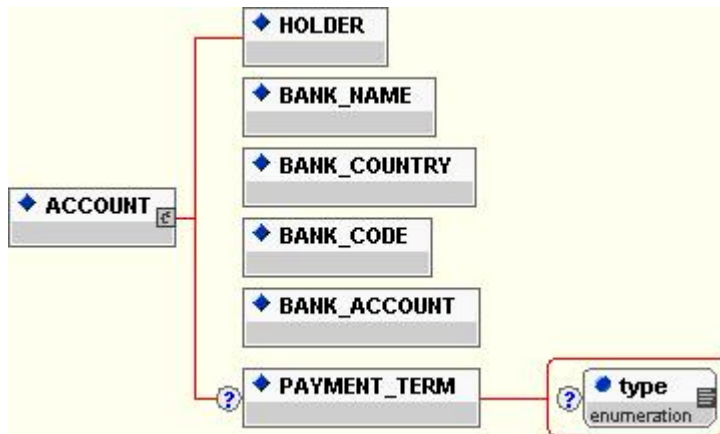 HOLDER
BANK_NAME
BANK_COUNTRY
ACCOUNT
BANK_CODE
BANK_ACCOUNT
? PAYMENT_TERM
? type
enumeration